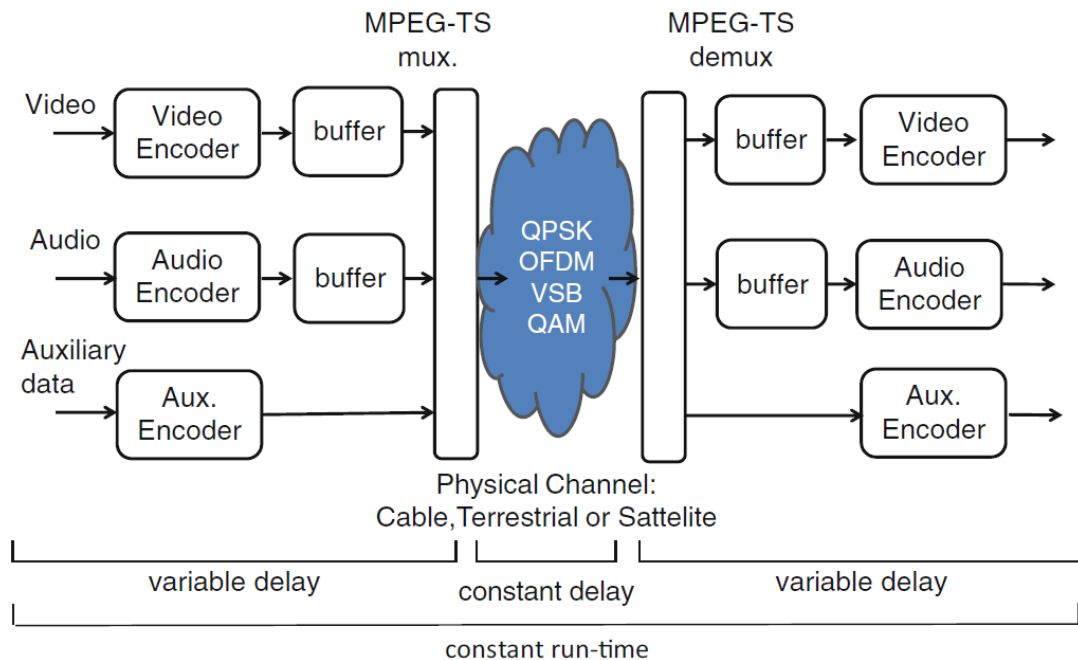 MPEG-TS
mux.
MPEG-TS
demux
Video
Video
Encoder
buffer
buffer
Video
Encoder
Audio
Audio
Encoder
buffer
QPSK
OFDM
VSB
QAM
buffer
Audio
Encoder
Auxiliary
data
Aux.
Encoder
Aux.
Encoder
Physical Channel:
Cable,Terrestrial or Sattelite
variable delay
constant delay
variable delay
constant run-time